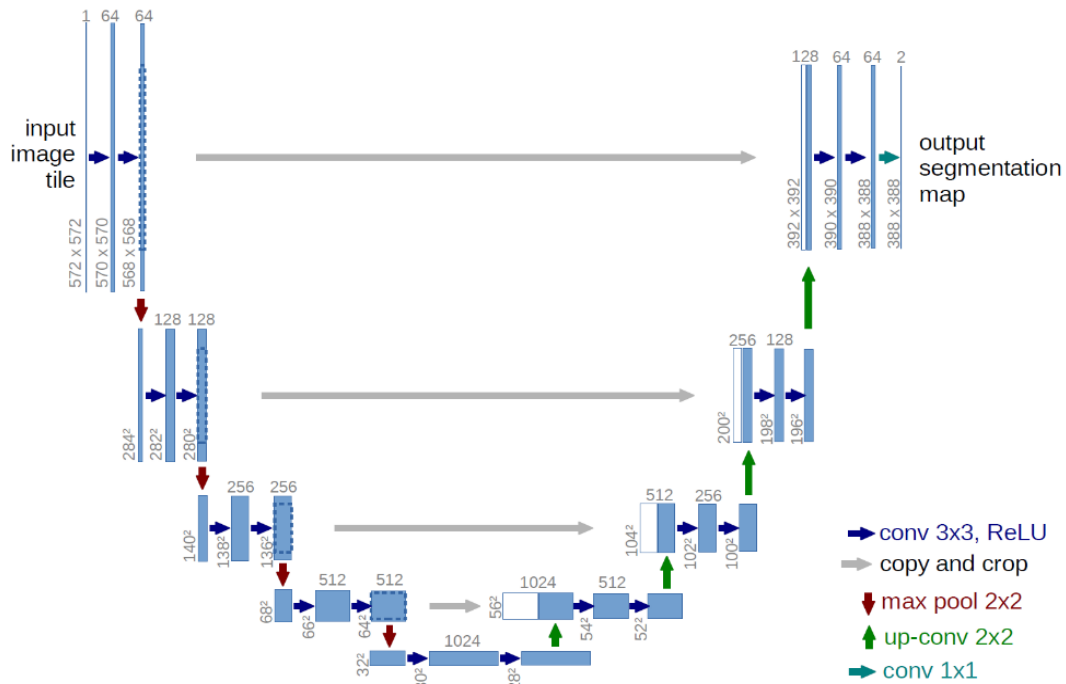 1
64
64
input
image
tile
572 x 572
570 x 570
568 x 568
128
64
64
2
output
segmentation
map
392 x 392
390 x 390
388 x 388
388 x 388
128
128
284²
282²
280²
256
128
200²
198²
196²
256
256
140²
138²
136²
512
256
104²
102²
100²
512
512
68²
66²
64²
1024
512
56²
54²
52²
1024
32²
conv 3x3, ReLU
copy and crop
max pool 2x2
up-conv 2x2
conv 1x1